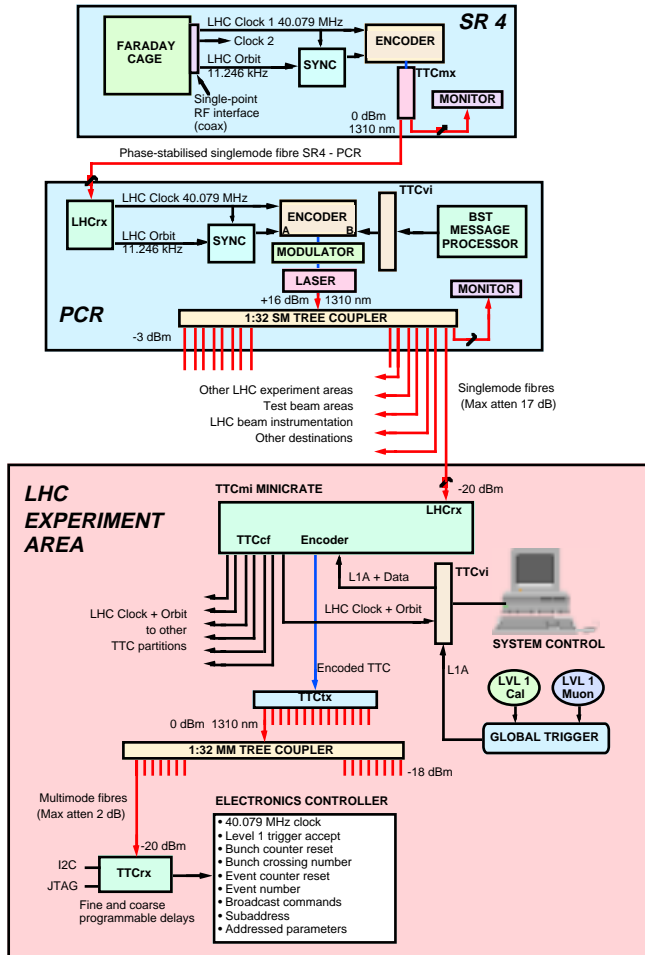 SR 4
LHC Clock 1 40.079 MHz
FARADAY
CAGE
Clock 2
ENCODER
LHC Orbit
11.246 kHz
SYNC
TTCmx
Single-point
RF interface
(coax)
MONITOR
0 dBm
1310 nm
Phase-stabilised singlemode fibre SR4 - PCR
TTCvi
LHC Clock 40.079 MHz
LHCrx
ENCODER
A
B
BST
MESSAGE
PROCESSOR
LHC Orbit
11.246 kHz
SYNC
MODULATOR
LASER
MONITOR
+16 dBm
1310 nm
PCR
1:32 SM TREE COUPLER
-3 dBm
Other LHC experiment areas
Test beam areas
LHC beam instrumentation
Other destinations
Singlemode fibres
(Max atten 17 dB)
LHC
EXPERIMENT
AREA
TTCmi MINICRATE
-20 dBm
LHCrx
TTCcf
Encoder
TTCvi
L1A + Data
LHC Clock + Orbit
to other
TTC partitions
LHC Clock + Orbit
SYSTEM CONTROL
L1A
Encoded TTC
LVL 1
Cal
LVL 1
Muon
TTCtx
0 dBm
1310 nm
GLOBAL TRIGGER
1:32 MM TREE COUPLER
-18 dBm
Multimode fibres
(Max atten 2 dB)
ELECTRONICS CONTROLLER
• 40.079 MHz clock
• Level 1 trigger accept
• Bunch counter reset
• Bunch crossing number
• Event counter reset
• Event number
• Broadcast commands
• Subaddress
• Addressed parameters
-20 dBm
I2C
TTCrx
JTAG
Fine and coarse
programmable delays